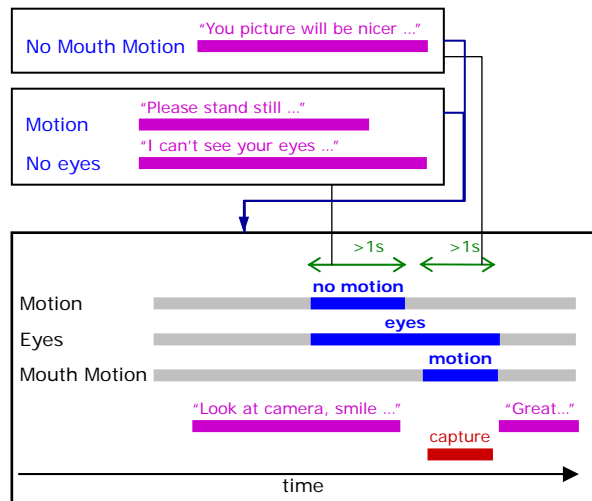 “You picture will be nicer ...”
No Mouth Motion
“Please stand still ...”
Motion
“I can’t see your eyes ...”
No eyes
>1s >1s
no motion
Motion
eyes
Eyes
motion
Mouth Motion
“Look at camera, smile ...” “Great...”
capture
time